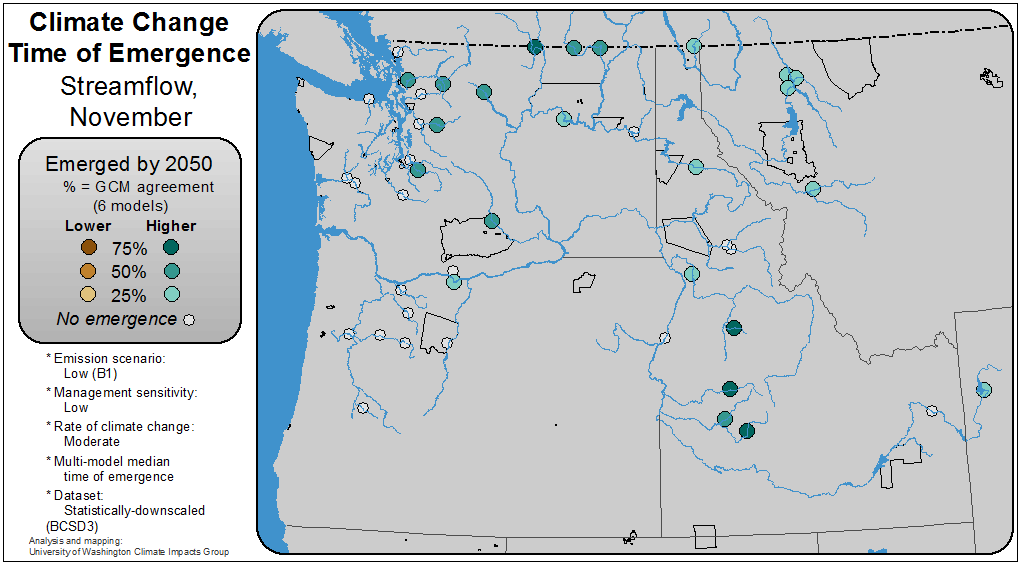 Climate Change
Time of Emergence
Streamflow,
November
Emerged by 2050
% = GCM agreement
(6 models)
Lower Higher
75%
50%
25%
No emergence
* Emission scenario:
Low (B1)
* Management sensitivity:
Low
* Rate of climate change:
Moderate
* Multi-model median
time of emergence
* Dataset:
Statistically-downscaled
(BCSD3)
Analysis and mapping:
University of Washington Climate Impacts Group